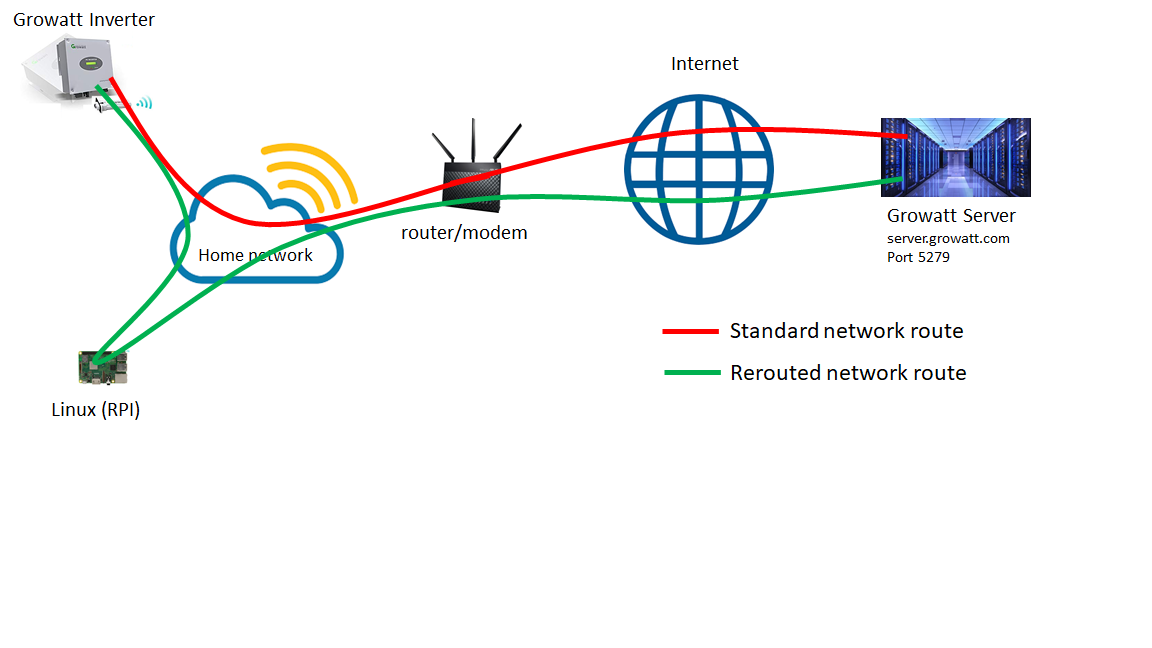 Growatt Inverter
Internet
Growatt Server
server.growatt.com
Port 5279
router/modem
Home network
Standard network route
Rerouted network route
Linux (RPI)